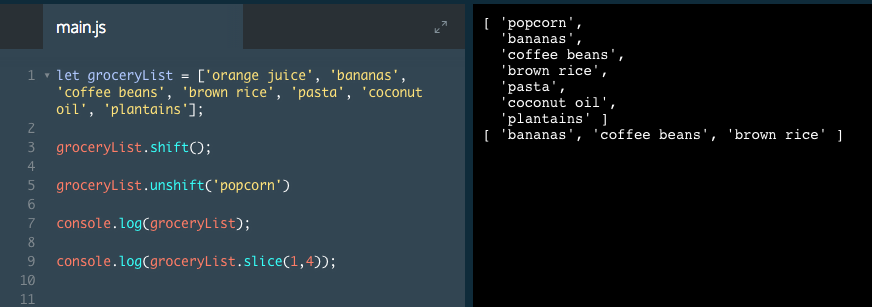 main.js
1 let groceryList = ['orange juice', 'bananas',
'coffee beans', 'brown rice', 'pasta', 'coconut
oil', 'plantains'];
2
3 groceryList.shift();
4
5 groceryList.unshift('popcorn')
6
7 console.log(groceryList);
8
9 console.log(groceryList.slice(1,4));
10
11
[ 'popcorn',
'bananas',
'coffee beans',
'brown rice',
'pasta',
'coconut oil',
'plantains' ]
[ 'bananas', 'coffee beans', 'brown rice' ]